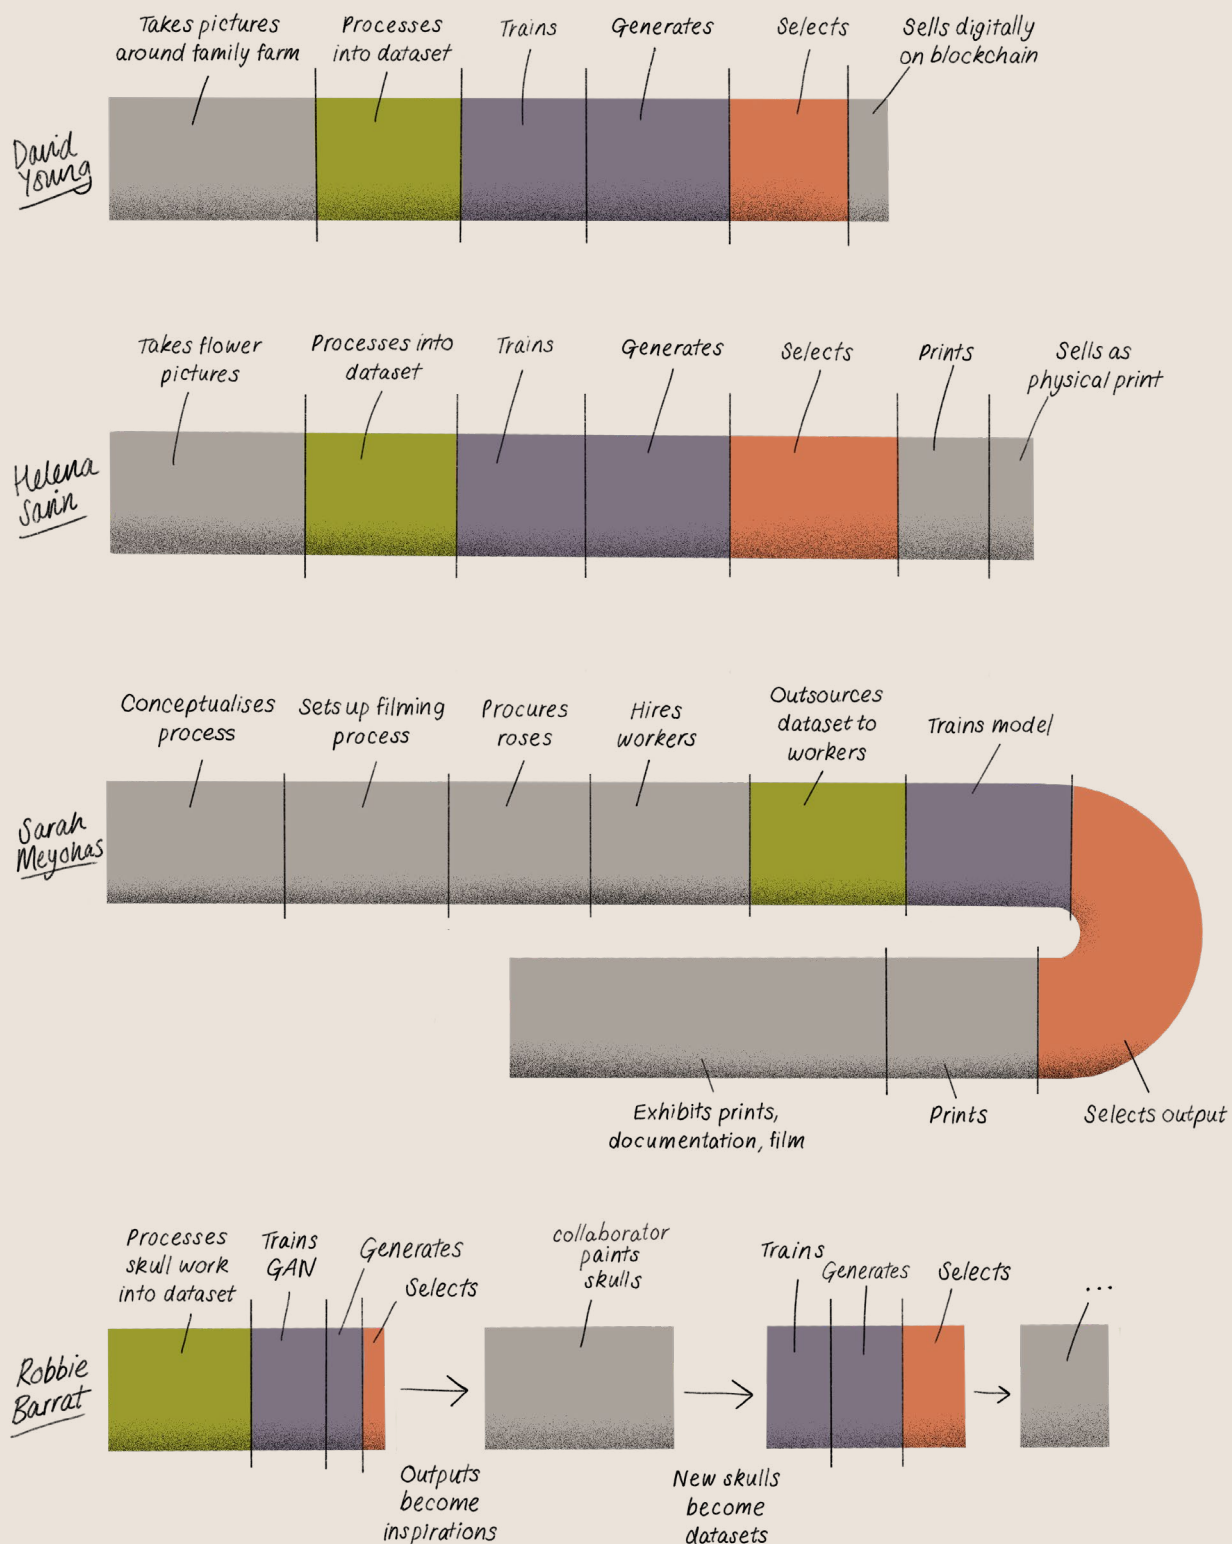 Takes pictures
around family farm
Processes
into dataset
Trains
Generates
Selects
Sells digitally
on blockchain
David
Young
Takes flower
pictures
Processes into
dataset
Trains
Generates
Selects
Prints
Sells as
physical print
Helena
Sarin
Conceptualises
process
Sets up filming
process
Procures
roses
Hires
workers
Outsources
dataset to
workers
Trains model
Sarah
Meyohas
Exhibits prints,
documentation, film
Prints
Selects output
Processes
skull work
into dataset
Trains
GAN
Generates
Selects
collaborator
paints
skulls
Trains
Generates
Selects
...
Robbie
Barrat
Outputs
become
inspirations
New skulls
become
datasets